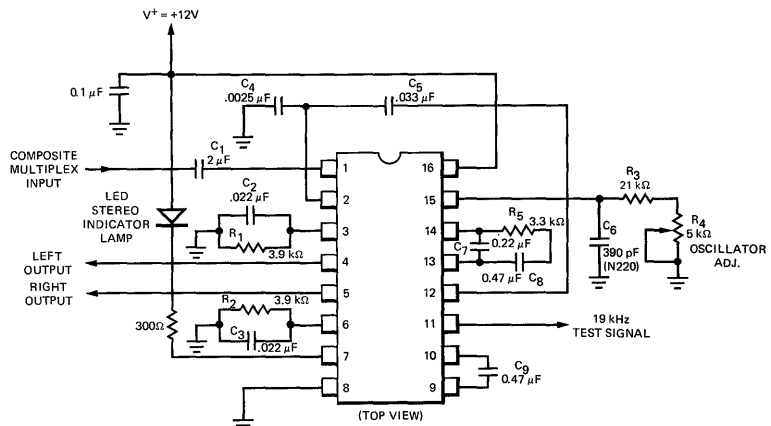 V+ = +12V
0.1 µF
C4
.0025 µF
C5
.033 µF
COMPOSITE
MULTIPLEX
INPUT
C1
2 µF
1
16
R3
21 kΩ
LED
STEREO
INDICATOR
LAMP
C2
.022 µF
2
15
R4
5 kΩ
OSCILLATOR
ADJ.
C6
390 pF
(N220)
R1
3.9 kΩ
3
14
R5
3.3 kΩ
C7
0.22 µF
LEFT
OUTPUT
4
13
0.47 µF
C8
RIGHT
OUTPUT
5
12
R2
3.9 kΩ
300Ω
C3
.022 µF
6
11
19 kHz
TEST SIGNAL
7
10
C9
0.47 µF
8
9
(TOP VIEW)